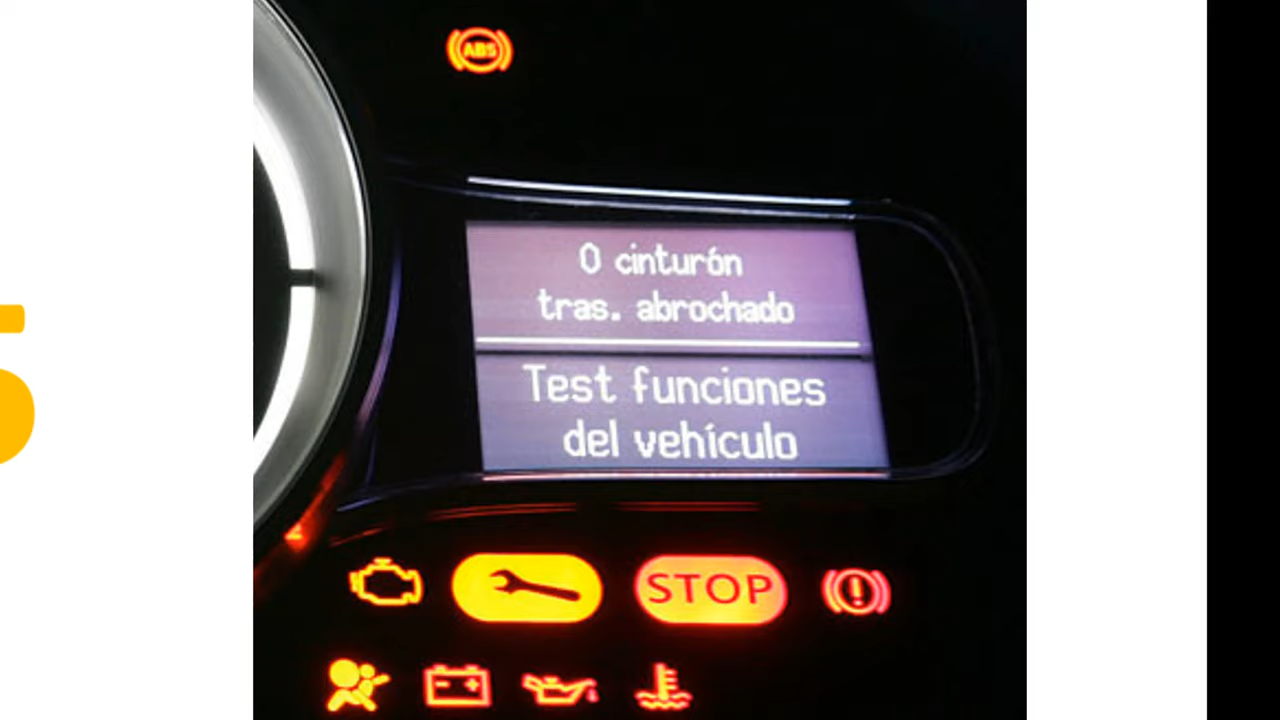 ABS
0 cinturón
tras. abrochado
Test funciones
del vehículo
STOP